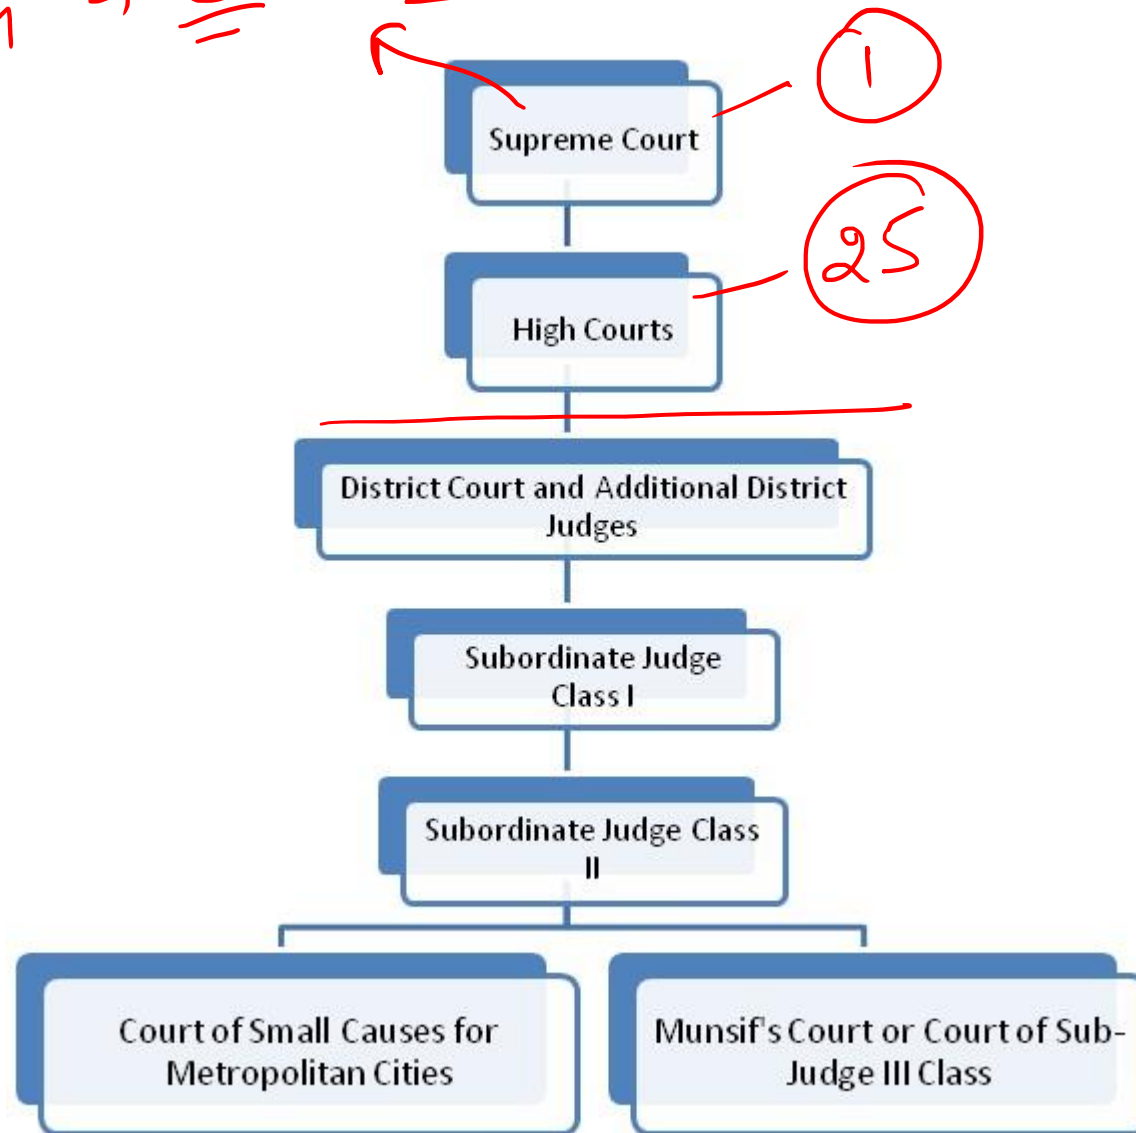 Supreme Court
1
High Courts
25
District Court and Additional District
Judges
Subordinate Judge
Class I
Subordinate Judge Class
II
Court of Small Causes for
Metropolitan Cities
Munsif's Court or Court of Sub-
Judge III Class